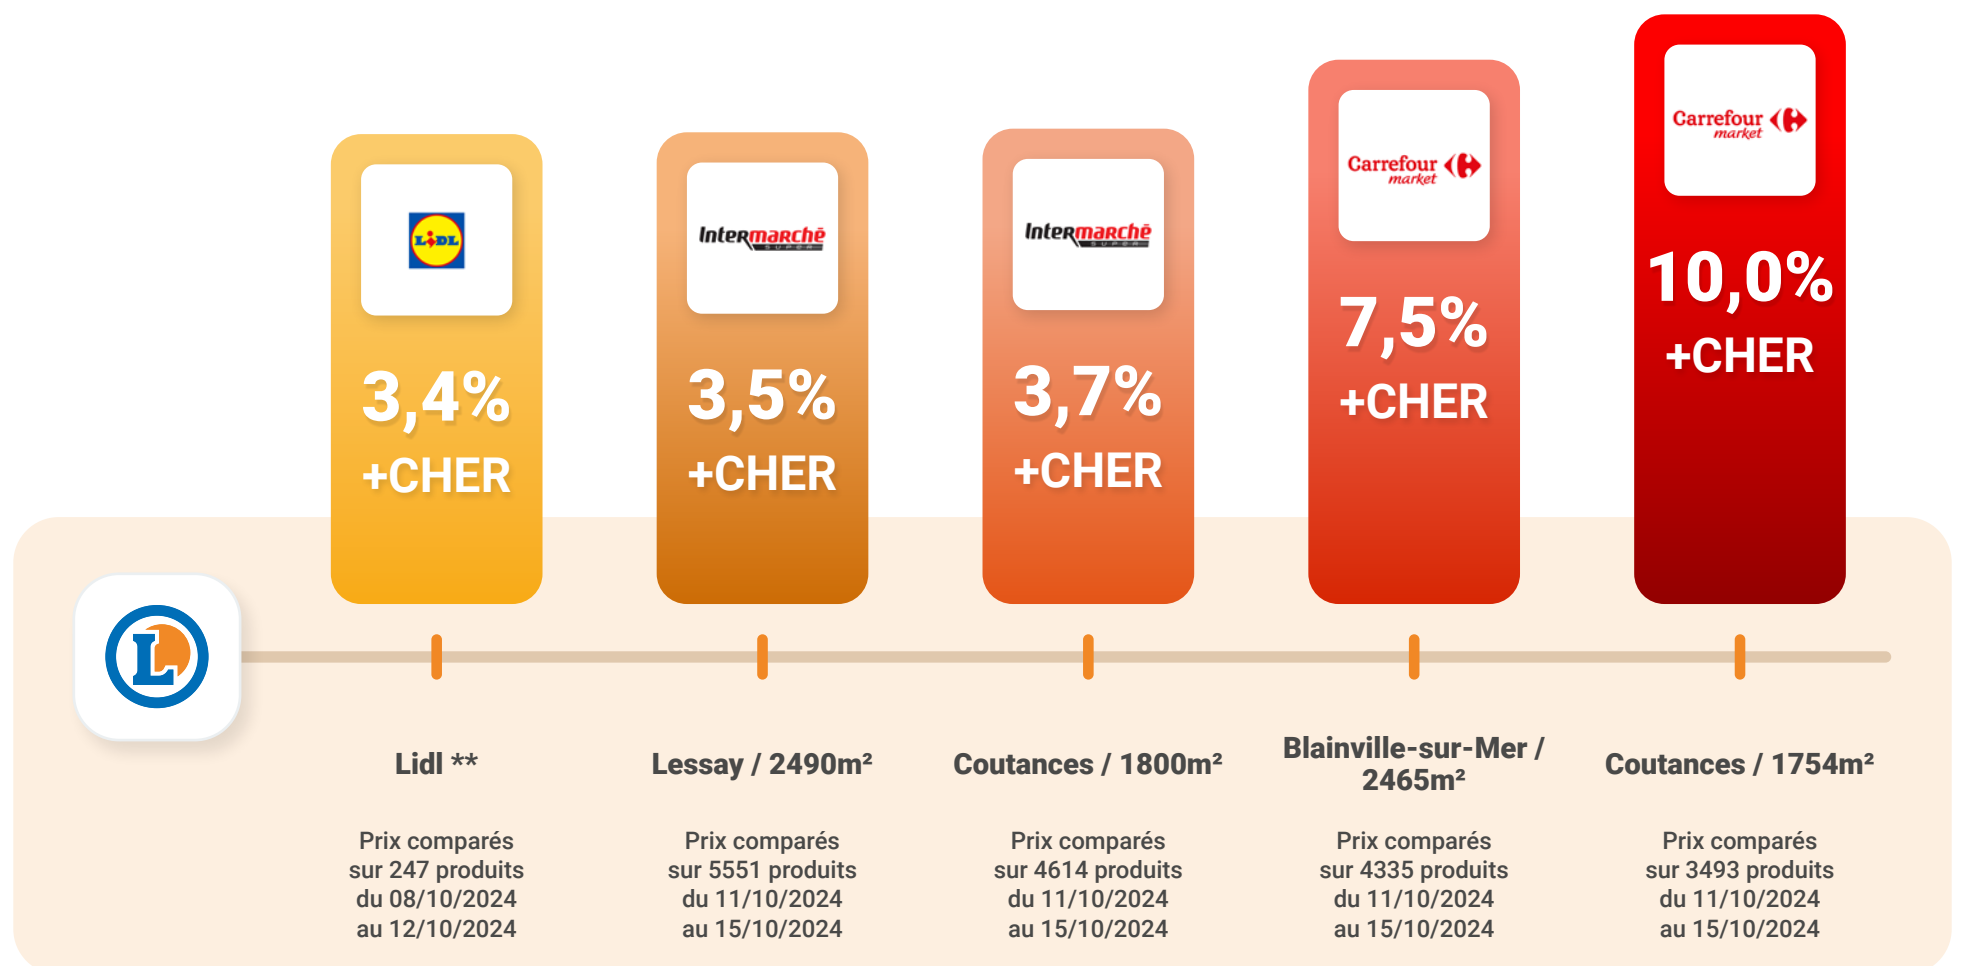 LIDL
3,4%
+CHER
Intermarchē
SUPER
3,5%
+CHER
Intermarchē
SUPER
3,7%
+CHER
Carrefour
market
7,5%
+CHER
Carrefour
market
10,0%
+CHER
L
Lidl **
Prix comparés
sur 247 produits
du 08/10/2024
au 12/10/2024
Lessay / 2490m²
Prix comparés
sur 5551 produits
du 11/10/2024
au 15/10/2024
Coutances / 1800m²
Prix comparés
sur 4614 produits
du 11/10/2024
au 15/10/2024
Blainville-sur-Mer /
2465m²
Prix comparés
sur 4335 produits
du 11/10/2024
au 15/10/2024
Coutances / 1754m²
Prix comparés
sur 3493 produits
du 11/10/2024
au 15/10/2024